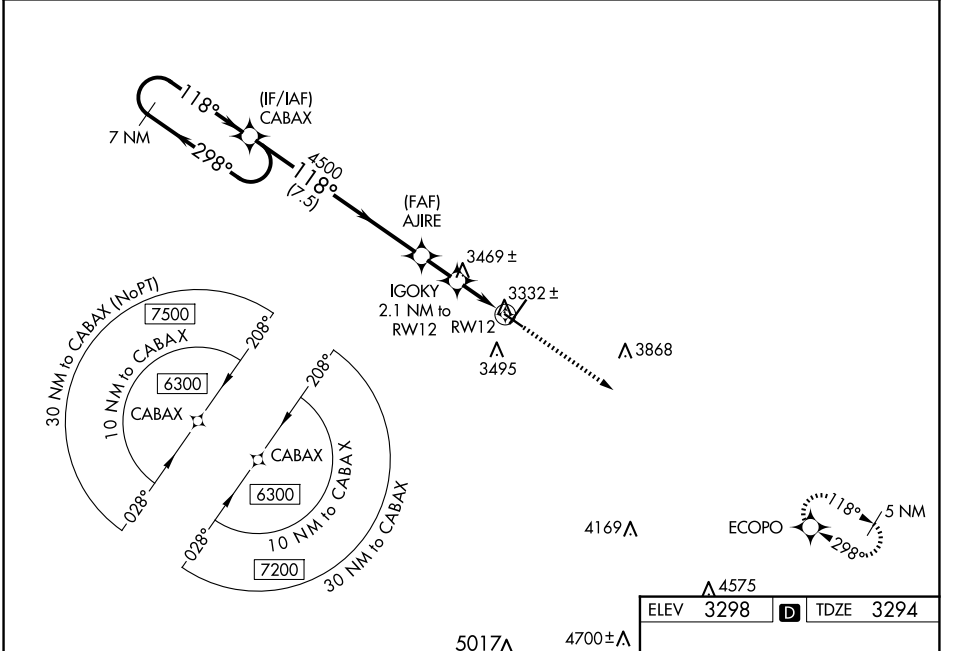 118°
(IF/IAF)
CABAX
7 NM
298°
4500
118°
(7.5)
(FAF)
AJIRE
3469 ±
IGOKY
2.1 NM to
RW12
3332 ±
RW12
3495
3868
30 NM to CABAX (NoPT)
7500
208°
10 NM to CABAX
6300
CABAX
028°
208°
CABAX
6300
10 NM to CABAX
028°
7200
30 NM to CABAX
4169
ECOPO
118°
5 NM
298°
4575
ELEV 3298 D TDZE 3294
5017
4700 ±